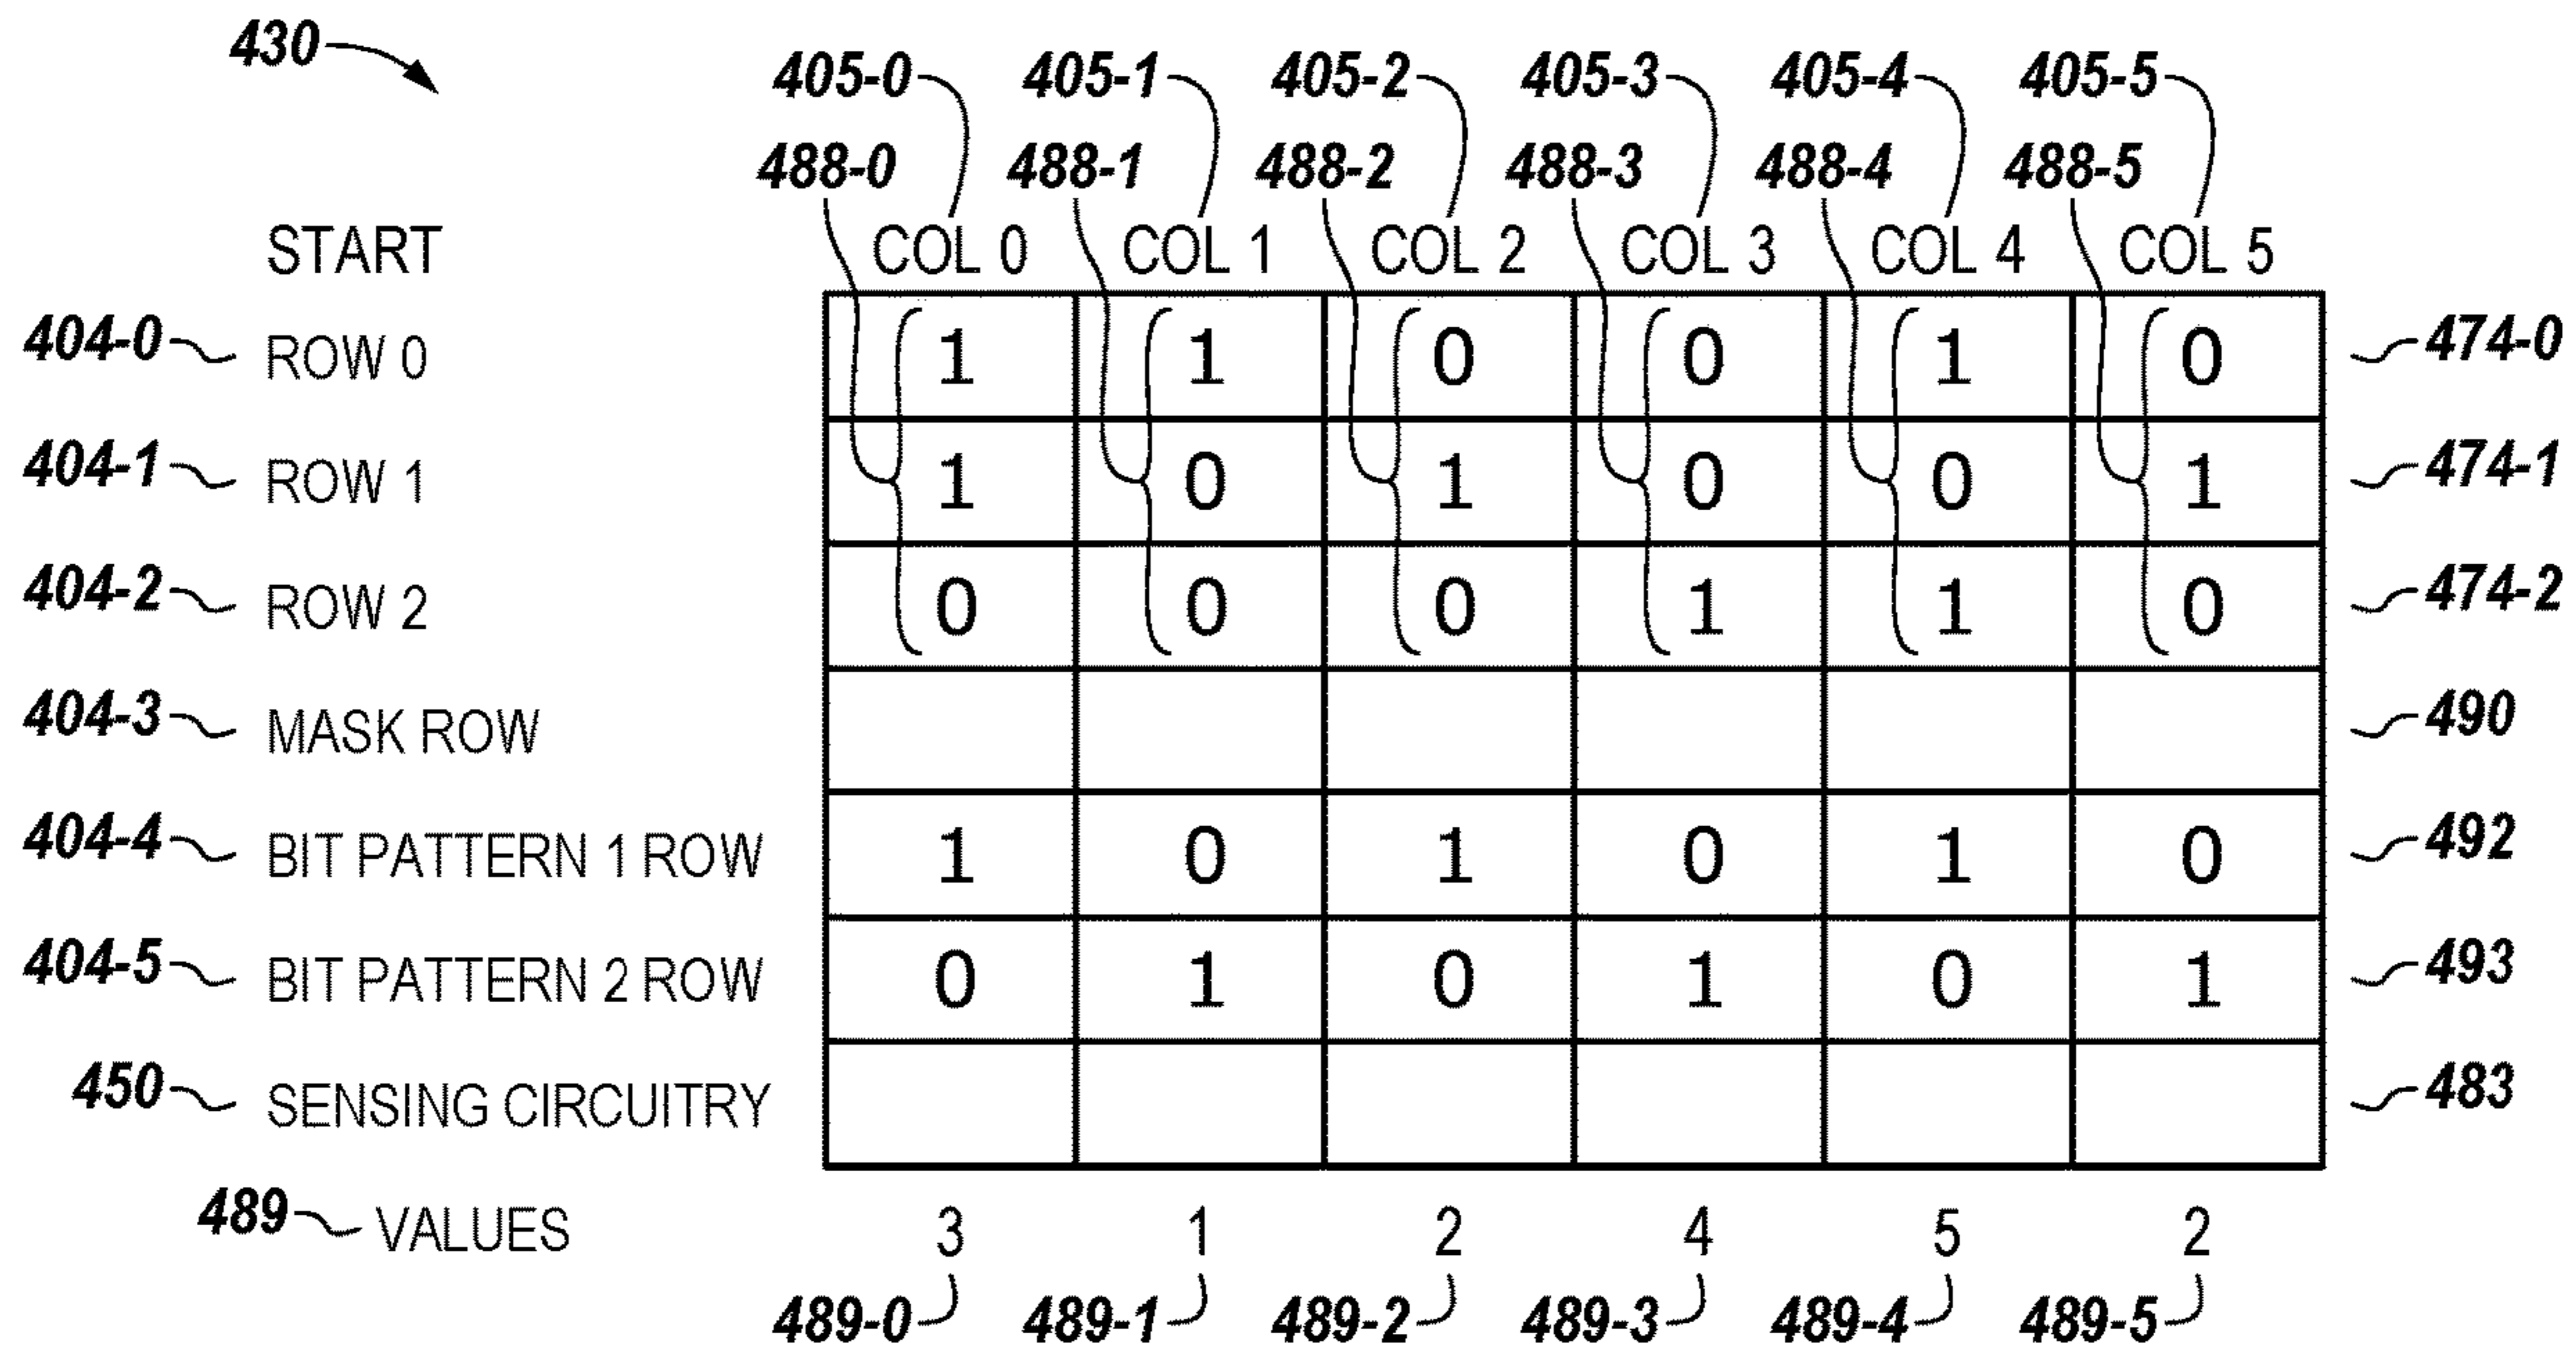 430 405-0 405-1 405-2 405-3 405-4 405-5
488-0 488-1 488-2 488-3 488-4 488-5
START COL 0 COL 1 COL 2 COL 3 COL 4 COL 5
404-0 ROW 0 1 1 0 0 1 0 474-0
404-1 ROW 1 1 0 1 0 0 1 474-1
404-2 ROW 2 0 0 0 1 1 0 474-2
404-3 MASK ROW 490
404-4 BIT PATTERN 1 ROW 1 0 1 0 1 0 492
404-5 BIT PATTERN 2 ROW 0 1 0 1 0 1 493
450 SENSING CIRCUITRY 483
489 VALUES 3 1 2 4 5 2
489-0 489-1 489-2 489-3 489-4 489-5